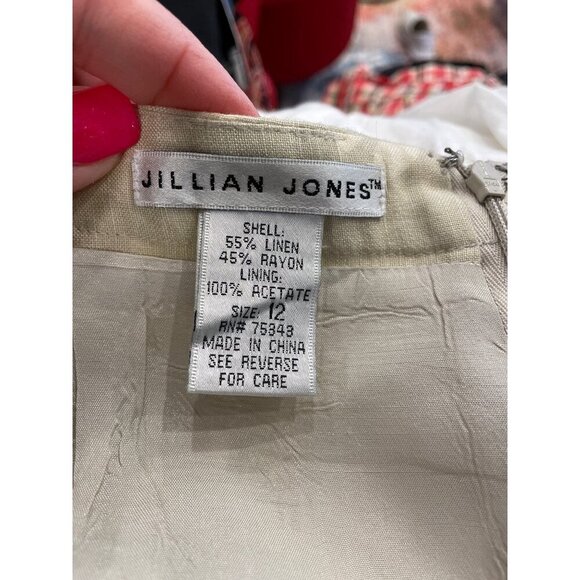 JILLIAN JONES™
SHELL:
55% LINEN
45% RAYON
LINING:
100% ACETATE
SIZE: 12
RN# 75343
MADE IN CHINA
SEE REVERSE
FOR CARE